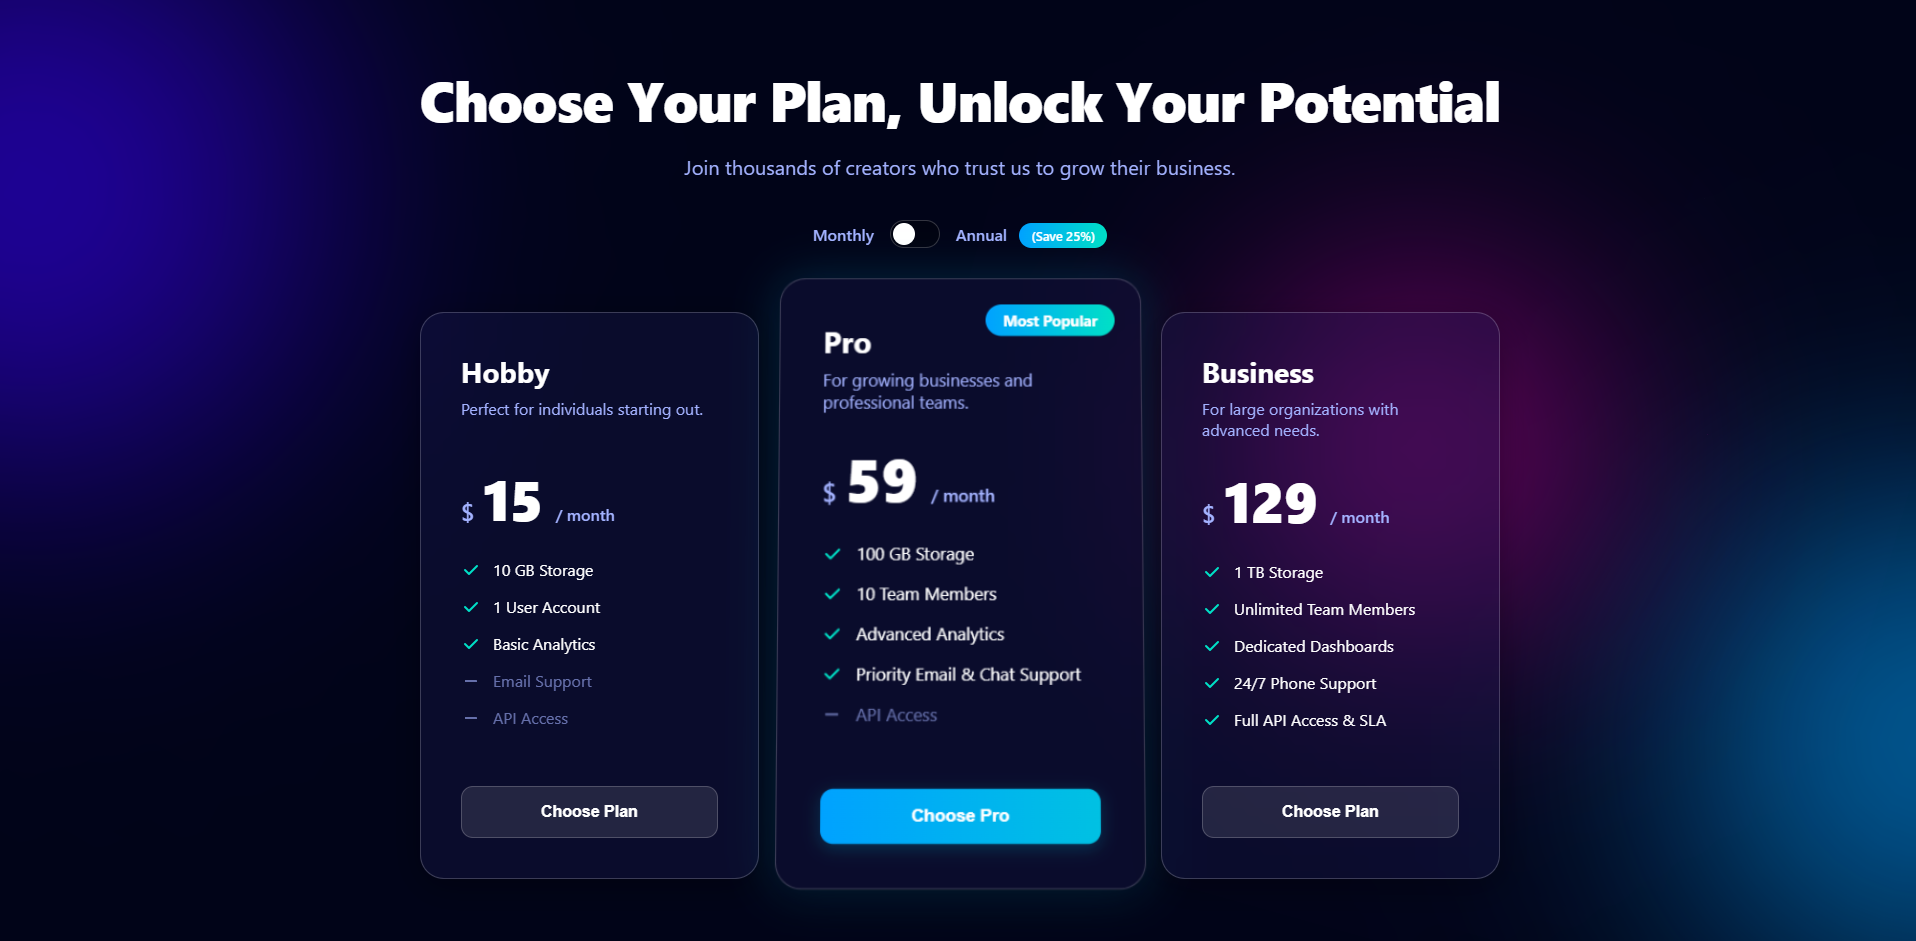 Choose Your Plan, Unlock Your Potential
Join thousands of creators who trust us to grow their business.
Monthly
Annual
(Save 25%)
Hobby
Perfect for individuals starting out.
$ 15 / month
10 GB Storage
1 User Account
Basic Analytics
Email Support
API Access
Choose Plan
Most Popular
Pro
For growing businesses and
professional teams.
$ 59 / month
100 GB Storage
10 Team Members
Advanced Analytics
Priority Email & Chat Support
API Access
Choose Pro
Business
For large organizations with
advanced needs.
$ 129 / month
1 TB Storage
Unlimited Team Members
Dedicated Dashboards
24/7 Phone Support
Full API Access & SLA
Choose Plan